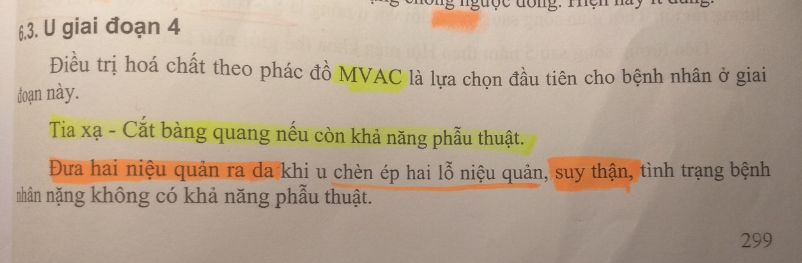 ngược dòng. Hiện nay ít dùng.
6.3. U giai đoạn 4
Điều trị hoá chất theo phác đồ MVAC là lựa chọn đầu tiên cho bệnh nhân ở giai
đoạn này.
Tia xạ - Cắt bàng quang nếu còn khả năng phẫu thuật.
Đưa hai niệu quản ra da khi u chèn ép hai lỗ niệu quản, suy thận, tình trạng bệnh
nhân nặng không có khả năng phẫu thuật.
299